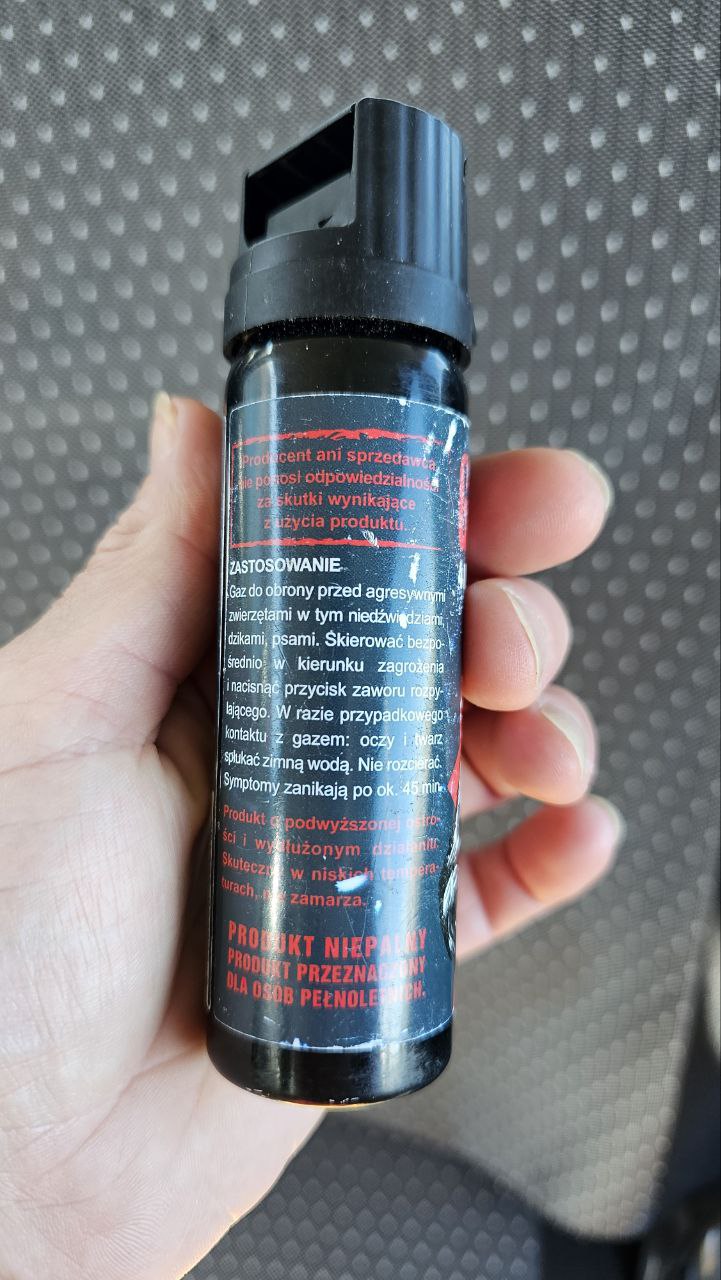 Producent ani sprzedawca
nie ponosi odpowiedzialności
za skutki wynikające
z użycia produktu.
ZASTOSOWANIE
Gaz do obrony przed agresywnymi
zwierzętami w tym niedźwiedziami,
dzikami, psami. Skierować bezpo-
średnio w kierunku zagrożenia
i nacisnąć przycisk zaworu rozpy-
lającego. W razie przypadkowego
kontaktu z gazem: oczy i twarz
spłukać zimną wodą. Nie rozcierać.
Symptomy zanikają po ok. 45 min.
Produkt o podwyższonej ostro-
ści i wydłużonym działaniu.
Skuteczny w niskich tempera-
turach, nie zamarza.
PRODUKT NIEPALNY
PRODUKT PRZEZNACZONY
DLA OSÓB PEŁNOLETNICH.